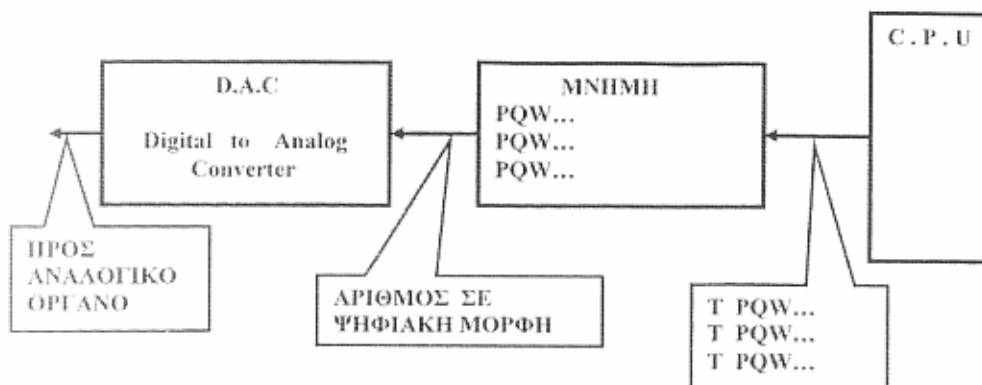 D.A.C
Digital to Analog
Converter
ΜΝΗΜΗ
PQW...
PQW...
PQW...
C . P . U
ΠΡΟΣ
ΑΝΑΛΟΓΙΚΟ
ΟΡΓΑΝΟ
ΑΡΙΘΜΟΣ ΣΕ
ΨΗΦΙΑΚΗ ΜΟΡΦΗ
T PQW...
T PQW...
T PQW...